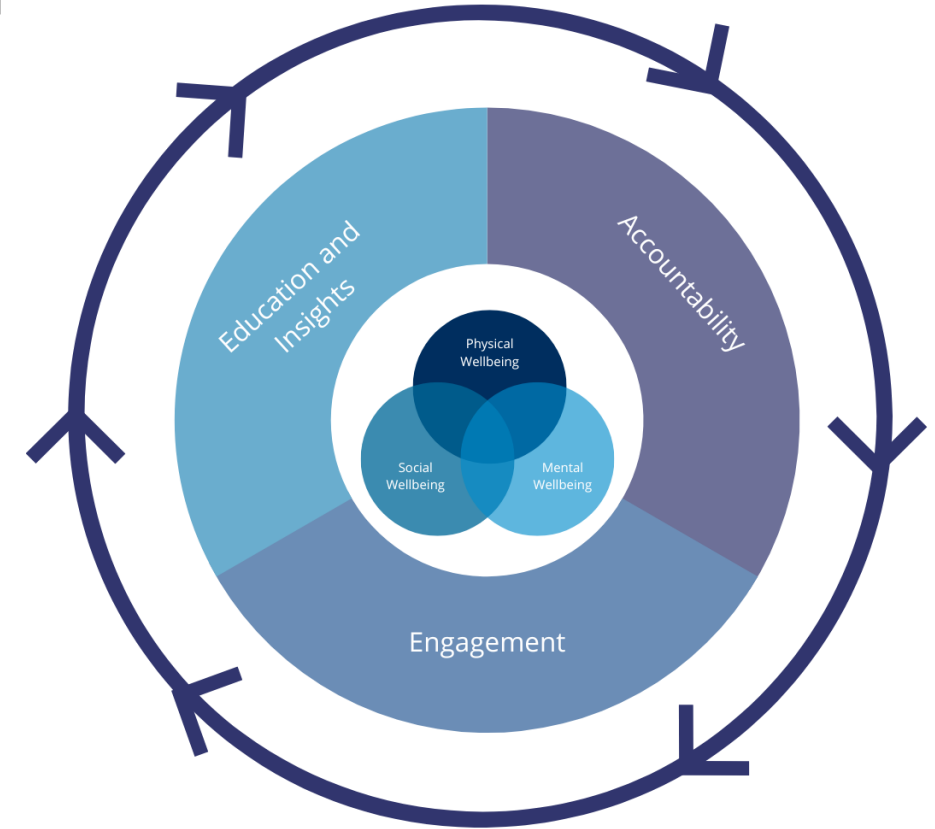 Education and
Insights
Accountability
Physical
Wellbeing
Social
Wellbeing
Mental
Wellbeing
Engagement